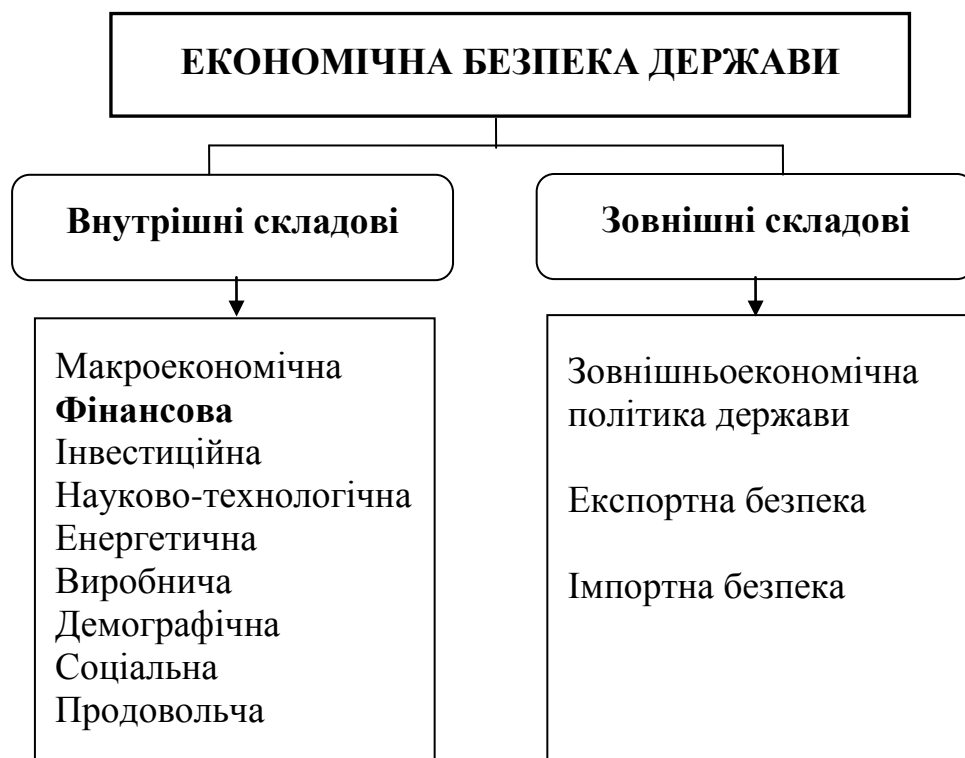 ЕКОНОМІЧНА БЕЗПЕКА ДЕРЖАВИ
Внутрішні складові
Макроекономічна
Фінансова
Інвестиційна
Науково-технологічна
Енергетична
Виробнича
Демографічна
Соціальна
Продовольча
Зовнішні складові
Зовнішньоекономічна
політика держави
Експортна безпека
Імпортна безпека